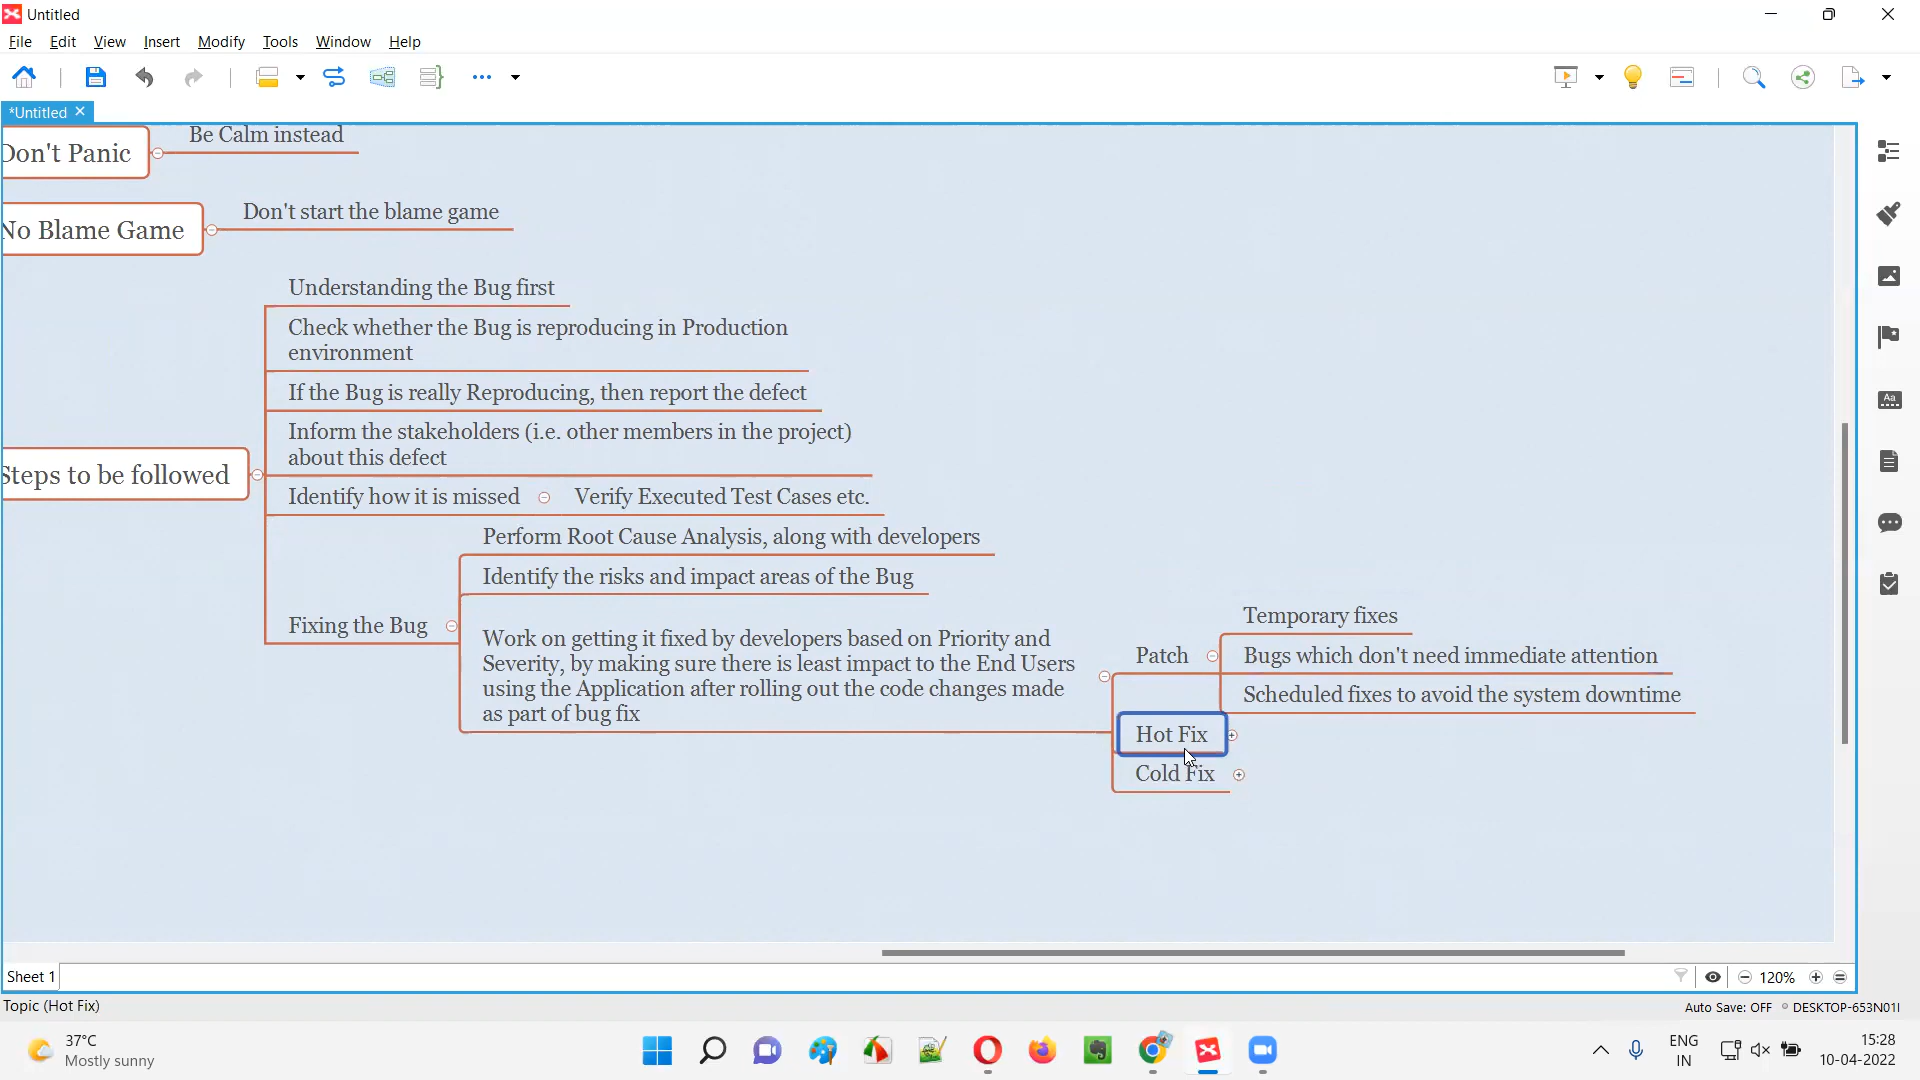 Untitled
File Edit View Insert Modify Tools Window Help
*Untitled
Don't Panic
Be Calm instead
No Blame Game
Don't start the blame game
Understanding the Bug first
Check whether the Bug is reproducing in Production
environment
If the Bug is really Reproducing, then report the defect
Inform the stakeholders (i.e. other members in the project)
about this defect
Steps to be followed
Identify how it is missed
Verify Executed Test Cases etc.
Perform Root Cause Analysis, along with developers
Identify the risks and impact areas of the Bug
Fixing the Bug
Work on getting it fixed by developers based on Priority and
Severity, by making sure there is least impact to the End Users
using the Application after rolling out the code changes made
as part of bug fix
Temporary fixes
Patch
Bugs which don't need immediate attention
Scheduled fixes to avoid the system downtime
Hot Fix
Cold Fix
Aa
Sheet 1
120%
Topic (Hot Fix)
Auto Save: OFF
DESKTOP-653N01I
37°C
Mostly sunny
ENG
IN
15:28
10-04-2022